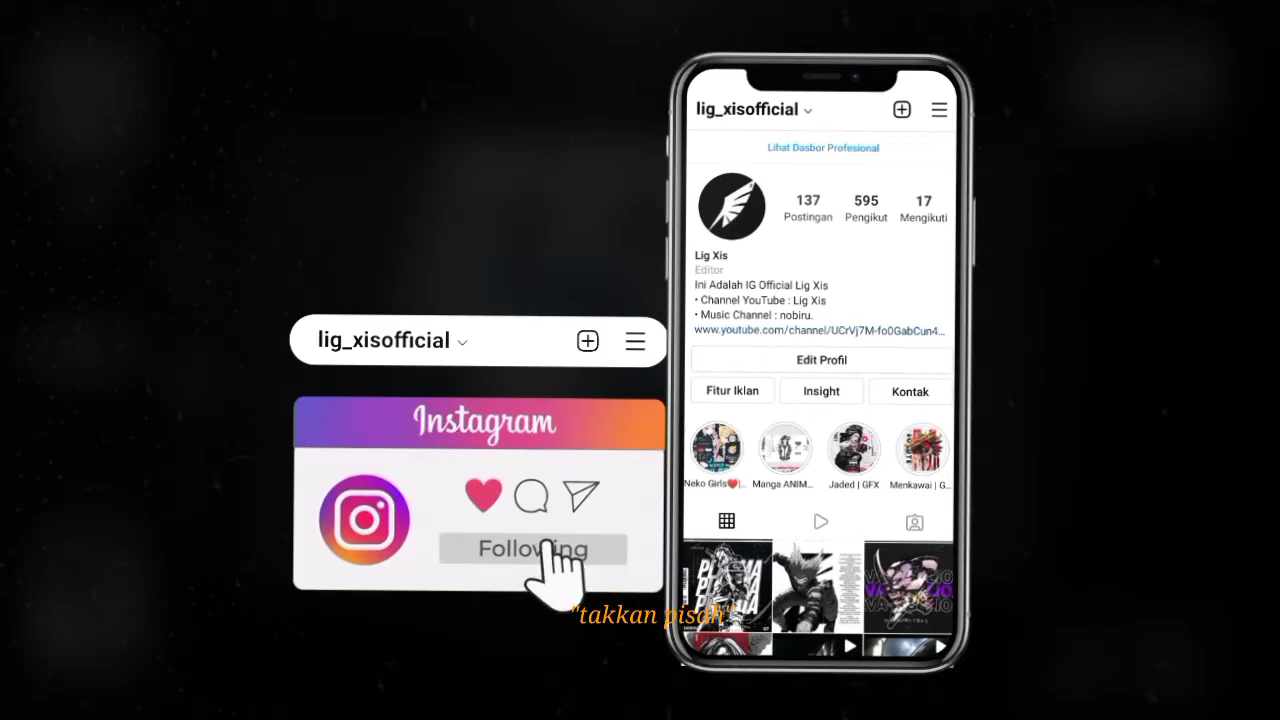 lig_xisofficial
Instagram
Following
"takkan pisah"
lig_xisofficial
Lihat Dasbor Profesional
137 595 17
Postingan Pengikut Mengikuti
Lig Xis
Editor
Ini Adalah IG Official Lig Xis
• Channel YouTube : Lig Xis
• Music Channel : nobiru.
www.youtube.com/channel/UCrVj7M-fo0GabCun4...
Edit Profil
Fitur Iklan Insight Kontak
Neko Girls❤️|... Manga ANIM... Jaded | GFX Menkawai | G...